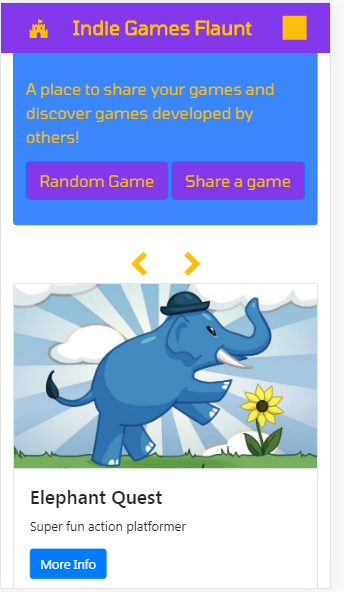 Indie Games Flaunt
A place to share your games and
discover games developed by
others!
Random Game
Share a game
Elephant Quest
Super fun action platformer
More Info